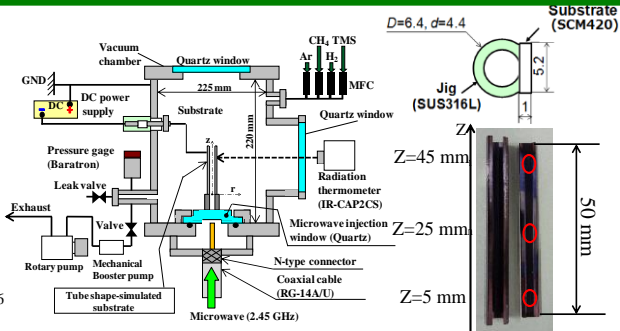 Vacuum
chamber
Quartz window
CH4 TMS
Ar
H2
MFC
GND
DC
DC power
supply
225 mm
220 mm
Substrate
z
r
Quartz window
Pressure gage
(Baratron)
Leak valve
Exhaust
Valve
Rotary pump
Mechanical
Booster pump
Radiation
thermometer
(IR-CAP2CS)
Microwave injection
window (Quartz)
N-type connector
Coaxial cable
(RG-14A/U)
Tube shape-simulated
substrate
Microwave (2.45 GHz)
Substrate
(SCM420)
D=6.4, d=4.4
5.2
Jig
(SUS316L)
1
Z
Z=45 mm
Z=25 mm
Z=5 mm
50 mm